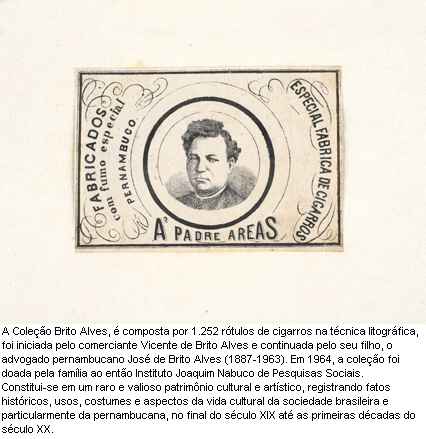 FABRICADOS
com fumo especial
PERNAMBUCO
ESPECIAL FABRICA DE CIGARROS
Aº PADRE AREAS
A Coleção Brito Alves, é composta por 1.252 rótulos de cigarros na técnica litográfica,
foi iniciada pelo comerciante Vicente de Brito Alves e continuada pelo seu filho, o
advogado pernambucano José de Brito Alves (1887-1963). Em 1964, a coleção foi
doada pela família ao então Instituto Joaquim Nabuco de Pesquisas Sociais.
Constitui-se em um raro e valioso patrimônio cultural e artístico, registrando fatos
históricos, usos, costumes e aspectos da vida cultural da sociedade brasileira e
particularmente da pernambucana, no final do século XIX até as primeiras décadas do
século XX.